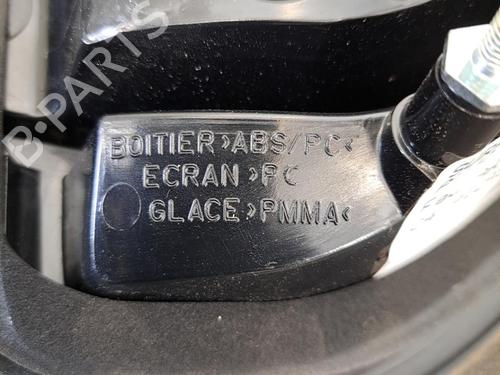 B-PARTS
BOITIER>ABS/PC<
ECRAN>PC
GLACE>PMMA<